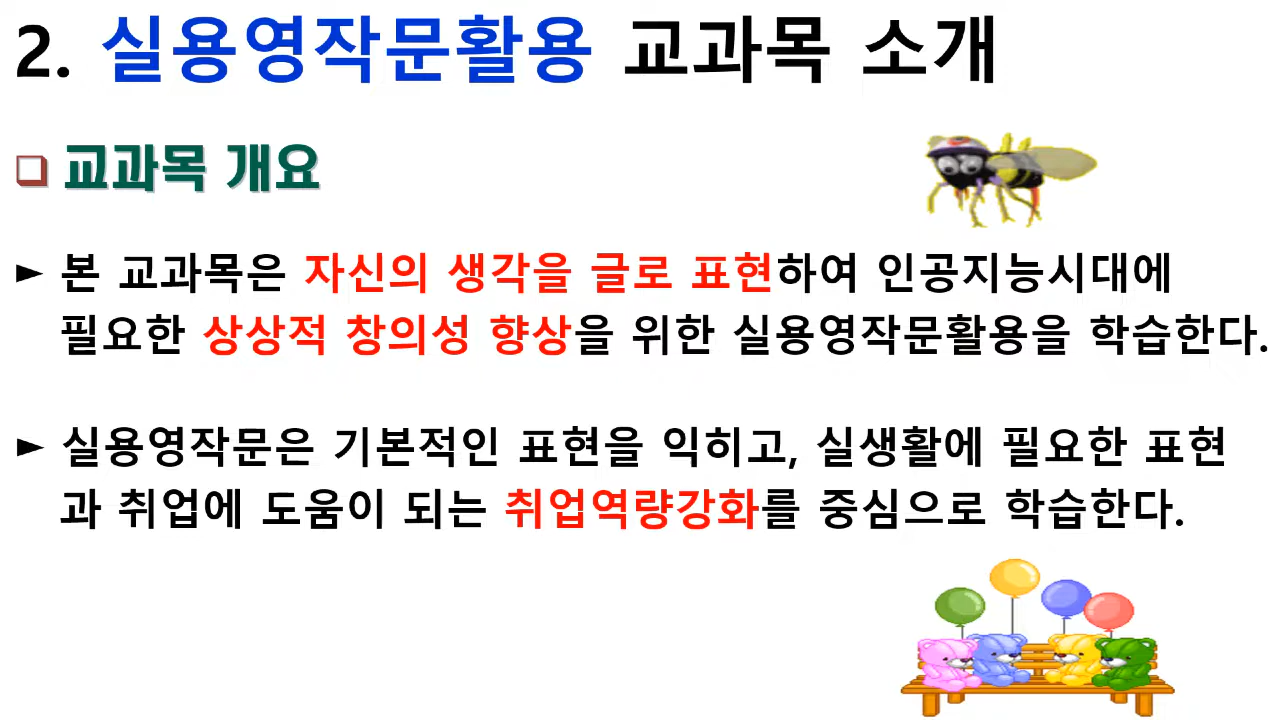 2. 실용영작문활용 교과목 소개
❑ 교과목 개요
► 본 교과목은 자신의 생각을 글로 표현하여 인공지능시대에
필요한 상상적 창의성 향상을 위한 실용영작문활용을 학습한다.
► 실용영작문은 기본적인 표현을 익히고, 실생활에 필요한 표현
과 취업에 도움이 되는 취업역량강화를 중심으로 학습한다.